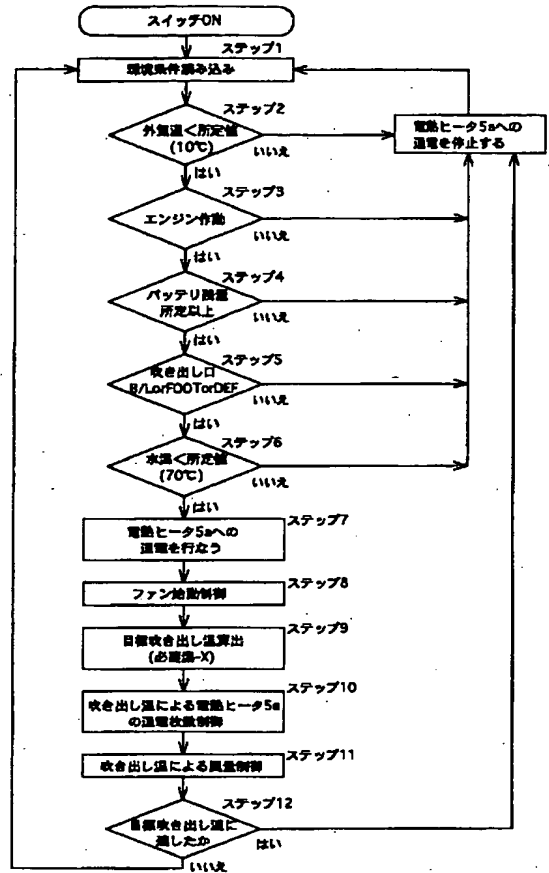 スイッチON
ステップ1
環境条件読み込み
ステップ2
外気温<所定値
(10℃)
いいえ
電熱ヒータ5aへの
通電を停止する
はい
ステップ3
エンジン作動
いいえ
はい
ステップ4
バッテリ残量
所定以上
いいえ
はい
ステップ5
吹き出し口
B/LorFOOTorDEF
いいえ
はい
ステップ6
水温<所定値
(70℃)
いいえ
はい
ステップ7
電熱ヒータ5aへの
通電を行なう
ステップ8
ファン始動制御
ステップ9
目標吹き出し温算出
ステップ10
吹き出し温による電熱ヒータ5a
の通電枚数制御
ステップ11
吹き出し温による風量制御
ステップ12
目標吹き出し温に
達したか
はい
いいえ